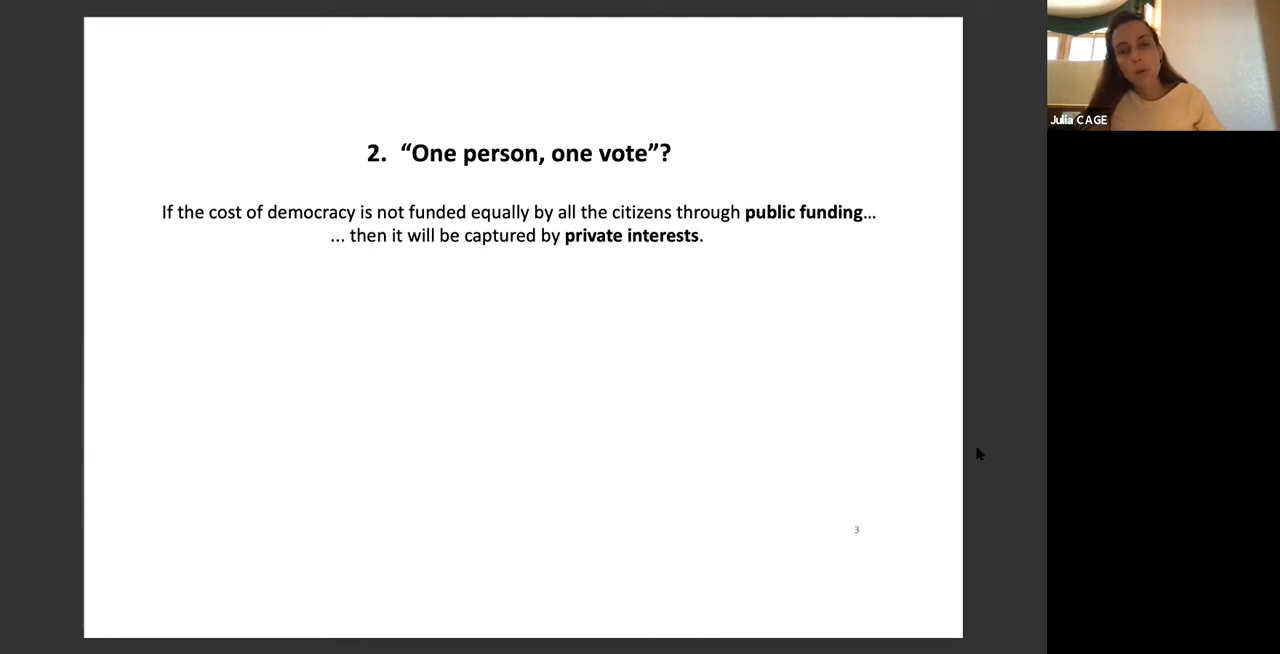 2. “One person, one vote”?
If the cost of democracy is not funded equally by all the citizens through public funding…
... then it will be captured by private interests.
3
Julia CAGE